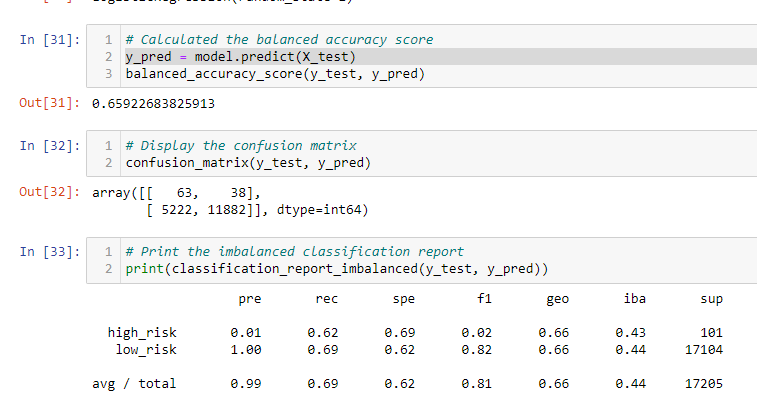 In [31]: 1 # Calculated the balanced accuracy score
2 y_pred = model.predict(X_test)
3 balanced_accuracy_score(y_test, y_pred)
Out[31]: 0.65922683825913
In [32]: 1 # Display the confusion matrix
2 confusion_matrix(y_test, y_pred)
Out[32]: array([[ 63, 38],
[ 5222, 11882]], dtype=int64)
In [33]: 1 # Print the imbalanced classification report
2 print(classification_report_imbalanced(y_test, y_pred))
pre rec spe f1 geo iba sup
high_risk 0.01 0.62 0.69 0.02 0.66 0.43 101
low_risk 1.00 0.69 0.62 0.82 0.66 0.44 17104
avg / total 0.99 0.69 0.62 0.81 0.66 0.44 17205